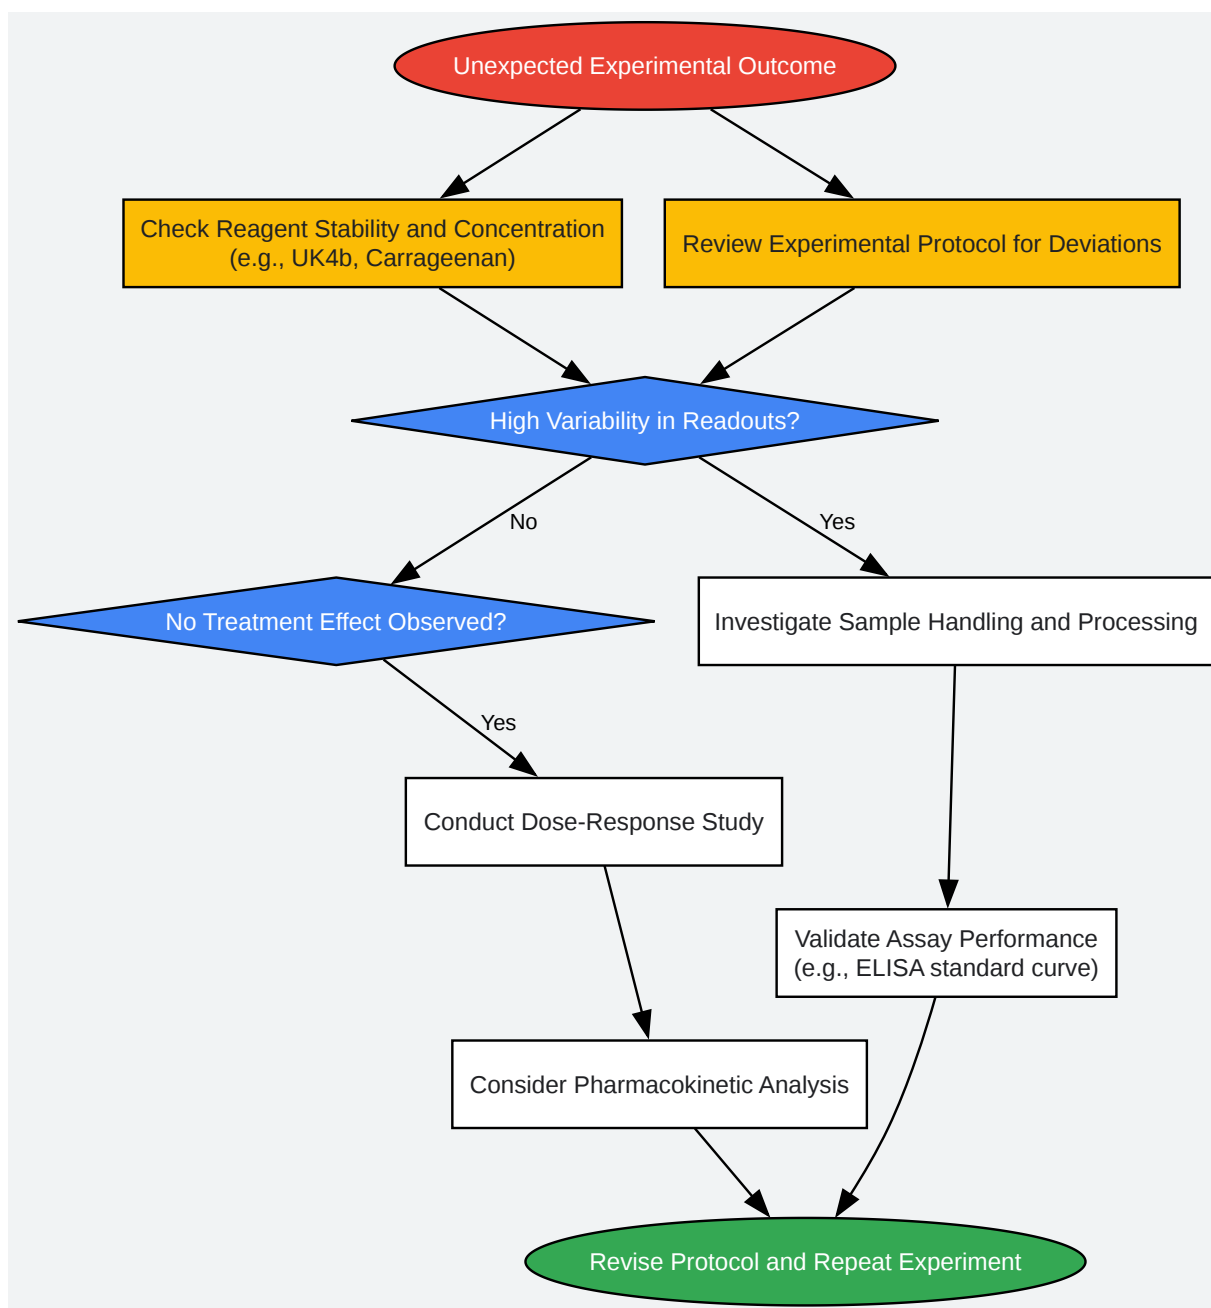 Unexpected Experimental Outcome
Check Reagent Stability and Concentration
(e.g., UK4b, Carrageenan)
Review Experimental Protocol for Deviations
High Variability in Readouts?
No
Yes
No Treatment Effect Observed?
Investigate Sample Handling and Processing
Yes
Conduct Dose-Response Study
Validate Assay Performance
(e.g., ELISA standard curve)
Consider Pharmacokinetic Analysis
Revise Protocol and Repeat Experiment